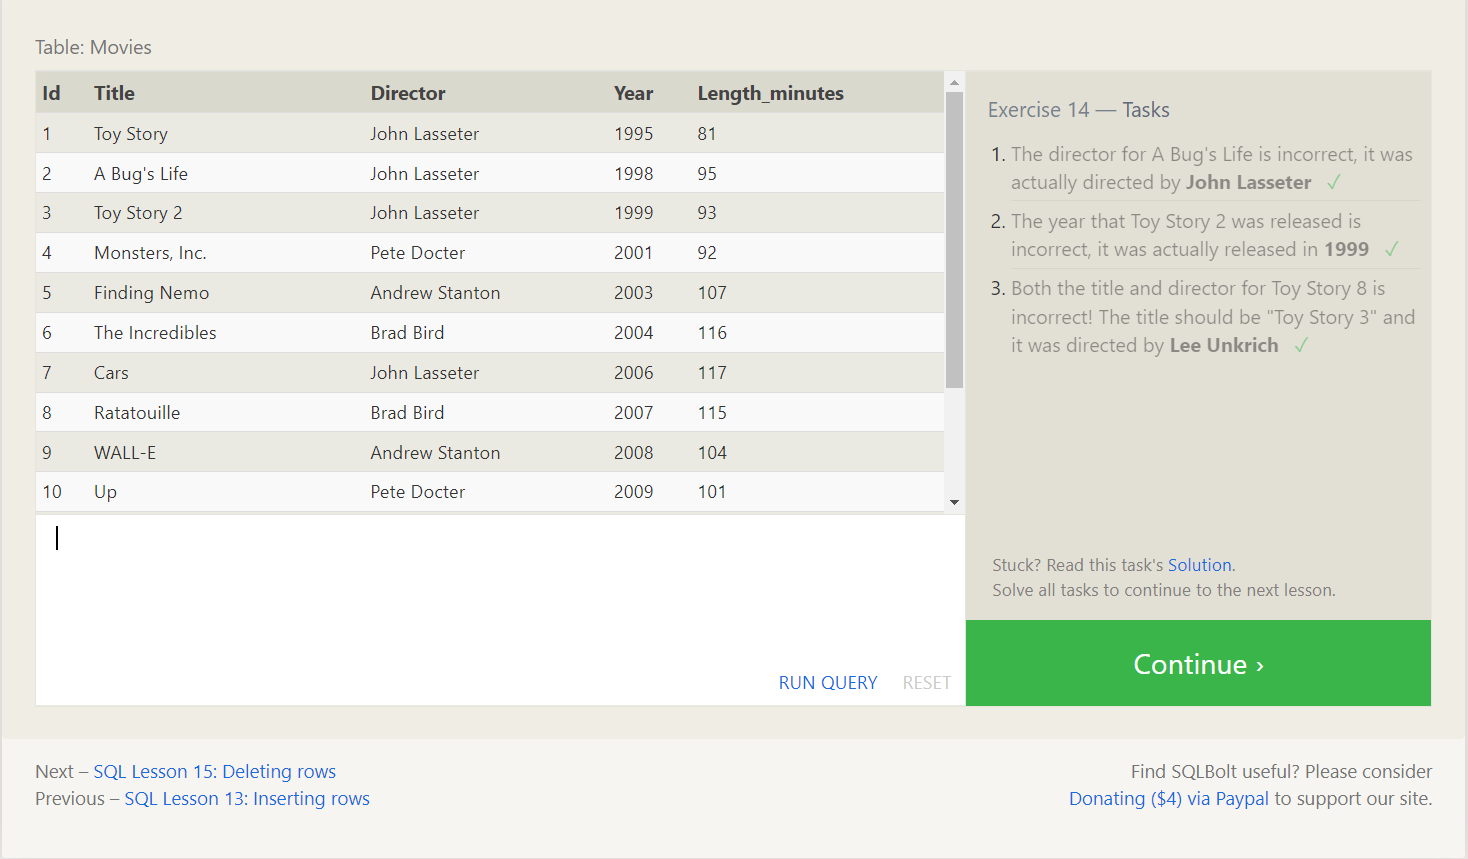 Table: Movies
Id Title Director Year Length_minutes
1 Toy Story John Lasseter 1995 81
2 A Bug's Life John Lasseter 1998 95
3 Toy Story 2 John Lasseter 1999 93
4 Monsters, Inc. Pete Docter 2001 92
5 Finding Nemo Andrew Stanton 2003 107
6 The Incredibles Brad Bird 2004 116
7 Cars John Lasseter 2006 117
8 Ratatouille Brad Bird 2007 115
9 WALL-E Andrew Stanton 2008 104
10 Up Pete Docter 2009 101
RUN QUERY RESET
Exercise 14 — Tasks
1. The director for A Bug's Life is incorrect, it was
actually directed by John Lasseter ✓
2. The year that Toy Story 2 was released is
incorrect, it was actually released in 1999 ✓
3. Both the title and director for Toy Story 8 is
incorrect! The title should be "Toy Story 3" and
it was directed by Lee Unkrich ✓
Stuck? Read this task's Solution.
Solve all tasks to continue to the next lesson.
Continue ›
Next – SQL Lesson 15: Deleting rows
Previous – SQL Lesson 13: Inserting rows
Find SQLBolt useful? Please consider
Donating ($4) via Paypal to support our site.